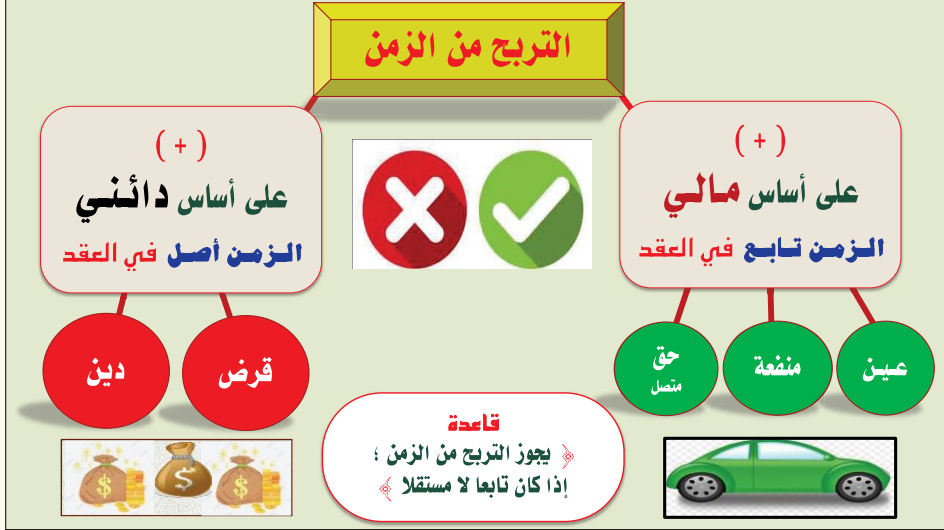 التربح من الزمن
( + )
على أساس مالي
الزمن تابع في العقد
عين
منفعة
حق
متصل
( + )
على أساس دائني
الزمن أصل في العقد
قرض
دين
قاعدة
﴿ يجوز التربح من الزمن ؛
إذا كان تابعا لا مستقلا ﴾